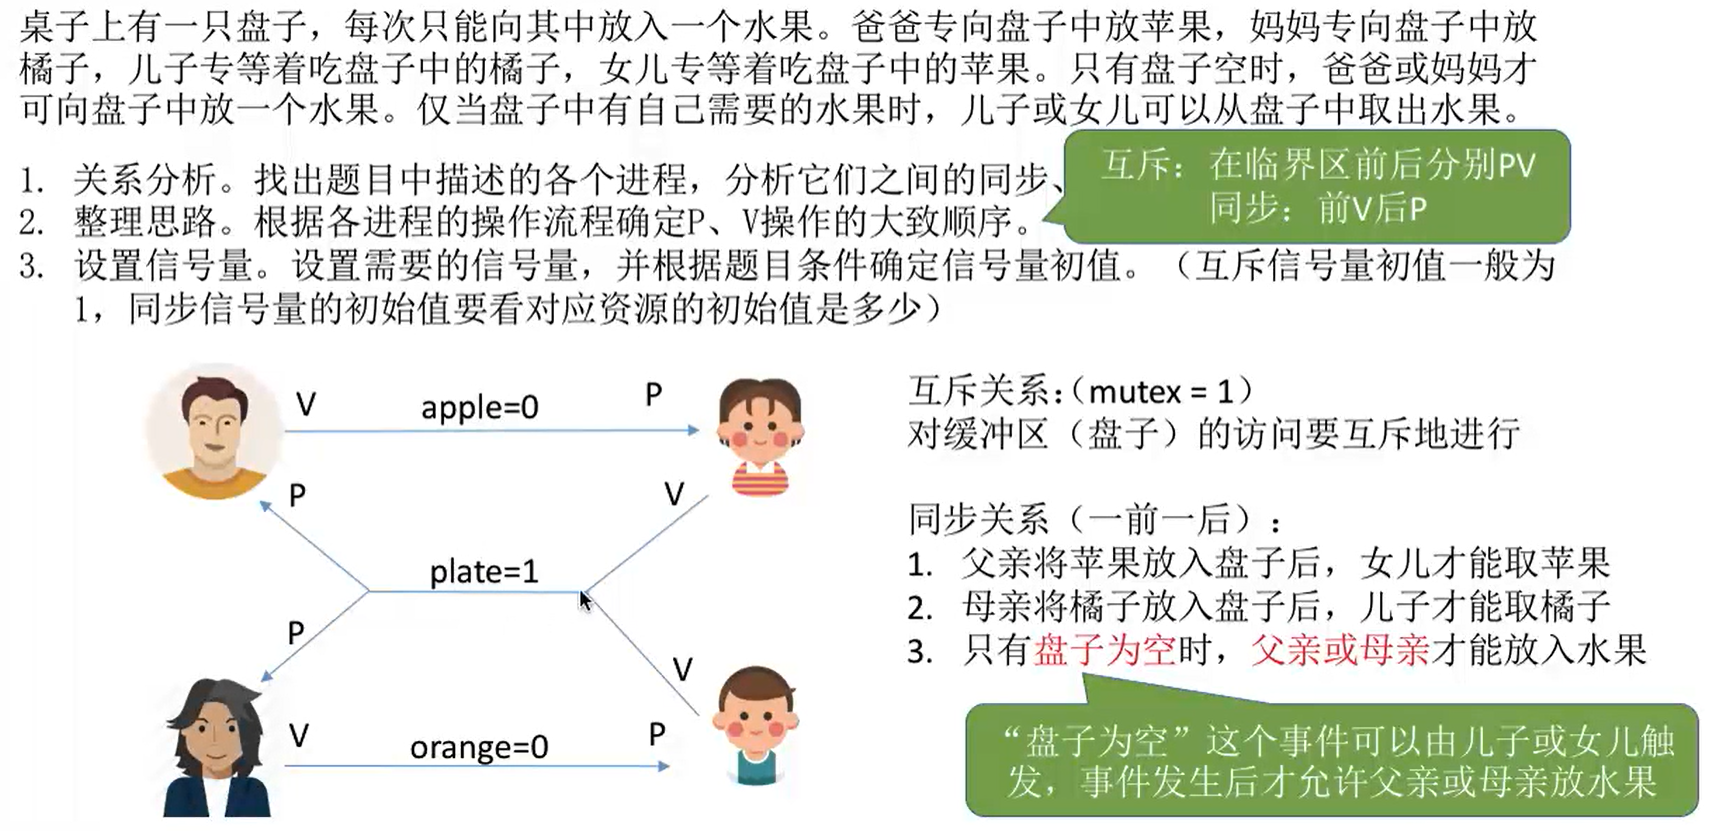 桌子上有一只盘子，每次只能向其中放入一个水果。爸爸专向盘子中放苹果，妈妈专向盘子中放
橘子，儿子专等着吃盘子中的橘子，女儿专等着吃盘子中的苹果。只有盘子空时，爸爸或妈妈才
可向盘子中放一个水果。仅当盘子中有自己需要的水果时，儿子或女儿可以从盘子中取出水果。
1. 关系分析。找出题目中描述的各个进程，分析它们之间的同步、
2. 整理思路。根据各进程的操作流程确定P、V操作的大致顺序。
3. 设置信号量。设置需要的信号量，并根据题目条件确定信号量初值。（互斥信号量初值一般为
1，同步信号量的初始值要看对应资源的初始值是多少）
互斥：在临界区前后分别PV
同步：前V后P
V
apple=0
P
P
V
plate=1
P
V
V
orange=0
P
互斥关系：（mutex = 1）
对缓冲区（盘子）的访问要互斥地进行
同步关系（一前一后）：
1. 父亲将苹果放入盘子后，女儿才能取苹果
2. 母亲将橘子放入盘子后，儿子才能取橘子
3. 只有盘子为空时，父亲或母亲才能放入水果
“盘子为空”这个事件可以由儿子或女儿触
发，事件发生后才允许父亲或母亲放水果